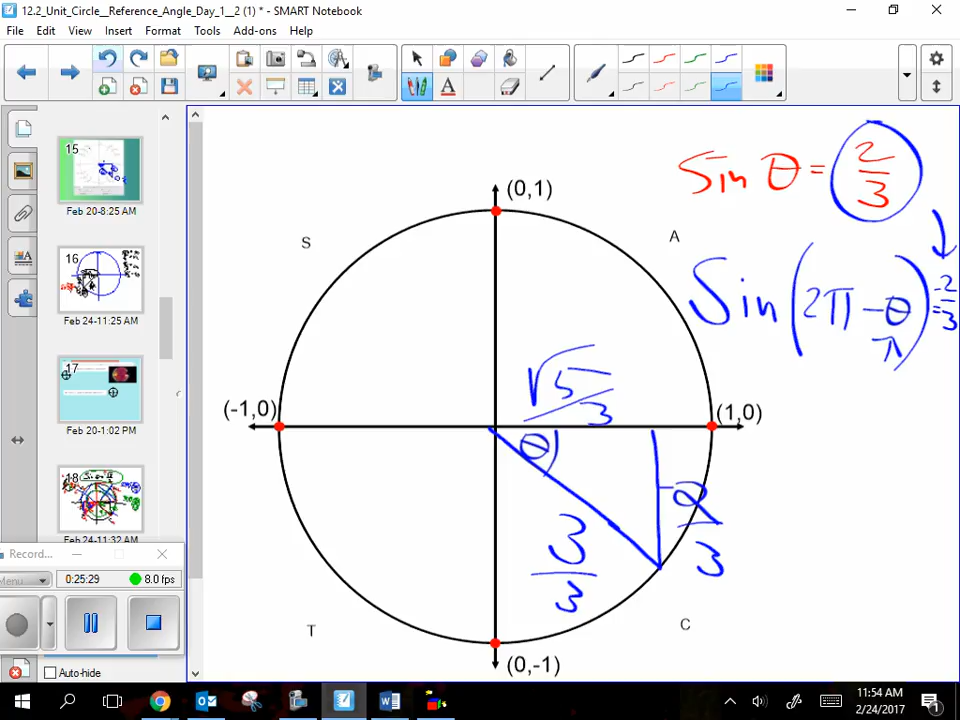 12.2_Unit_Circle__Reference_Angle_Day_1__2 (1) * - SMART Notebook
File Edit View Insert Format Tools Add-ons Help
A
15
Feb 20-8:25 AM
16
Feb 24-11:25 AM
17
Feb 20-1:02 PM
18
Feb 24-11:32 AM
Record...
Menu
0:25:29
8.0 fps
Auto-hide
Sin θ = 2/3
Sin (2π - θ) = -2/3
π
(0,1)
S
A
√5/3
(-1,0)
(1,0)
θ
-2/3
3/3
T
C
(0,-1)
11:54 AM
2/24/2017
1